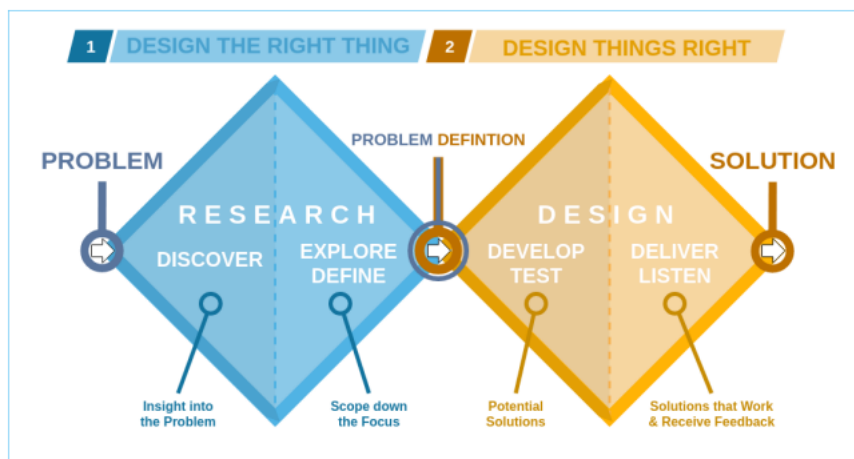 1 DESIGN THE RIGHT THING 2 DESIGN THINGS RIGHT
PROBLEM DEFINTION
PROBLEM
SOLUTION
RESEARCH
DESIGN
DISCOVER
EXPLORE
DEFINE
DEVELOP
TEST
DELIVER
LISTEN
Insight into
the Problem
Scope down
the Focus
Potential
Solutions
Solutions that Work
& Receive Feedback